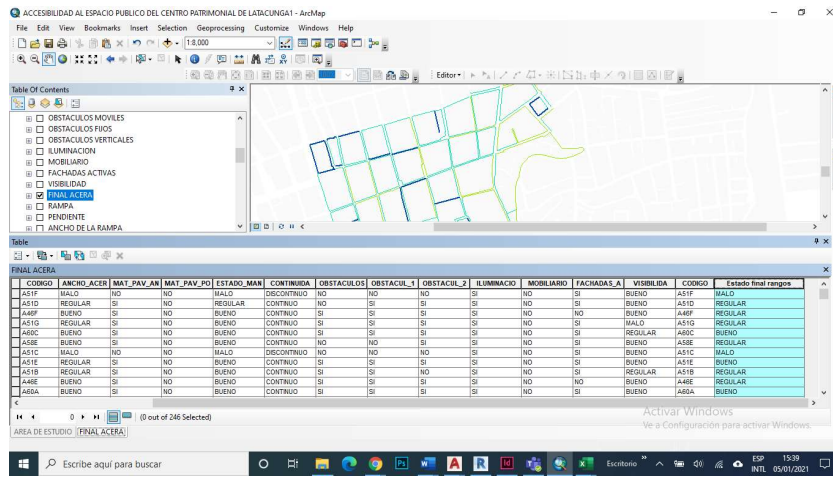 ACCESIBILIDAD AL ESPACIO PUBLICO DEL CENTRO PATRIMONIAL DE LATACUNGA1 - ArcMap
File Edit View Bookmarks Insert Selection Geoprocessing Customize Windows Help
1:8,000
Editor
Table Of Contents
OBSTACULOS MOVILES
OBSTACULOS FIJOS
OBSTACULOS VERTICALES
ILUMINACION
MOBILIARIO
FACHADAS ACTIVAS
VISIBILIDAD
FINAL ACERA
RAMPA
PENDIENTE
ANCHO DE LA RAMPA
Table
FINAL ACERA
CODIGO ANCHO_ACER MAT_PAV_AN MAT_PAV_PO ESTADO_MAN CONTINUIDA OBSTACULOS OBSTACUL_1 OBSTACUL_2 ILUMINACIO MOBILIARIO FACHADAS_A VISIBILIDA CODIGO Estado final rangos
A51F MALO NO NO MALO DISCONTINUO NO NO NO SI NO SI BUENO A51F MALO
A51D REGULAR SI NO REGULAR CONTINUO NO SI SI SI NO SI BUENO A51D REGULAR
A46F BUENO SI NO BUENO CONTINUO SI SI NO SI NO NO BUENO A46F REGULAR
A51G REGULAR SI NO BUENO CONTINUO SI SI SI SI NO SI MALO A51G REGULAR
A60C BUENO SI NO BUENO CONTINUO SI SI SI SI NO SI REGULAR A60C BUENO
A58E BUENO SI NO BUENO CONTINUO NO NO SI SI NO SI BUENO A58E REGULAR
A51C MALO NO NO MALO DISCONTINUO NO NO NO SI NO SI BUENO A51C MALO
A51E REGULAR SI NO BUENO CONTINUO SI SI SI SI NO SI BUENO A51E BUENO
A51B REGULAR SI NO BUENO CONTINUO SI SI SI SI NO SI REGULAR A51B REGULAR
A46E BUENO SI NO BUENO CONTINUO SI SI NO SI NO NO BUENO A46E REGULAR
A60A BUENO SI NO BUENO CONTINUO SI SI SI SI NO SI BUENO A60A BUENO
0 (0 out of 246 Selected)
AREA DE ESTUDIO FINAL ACERA
Activar Windows
Ve a Configuración para activar Windows.
Escribe aquí para buscar
Escritorio
ESP
INTL
15:39
05/01/2021